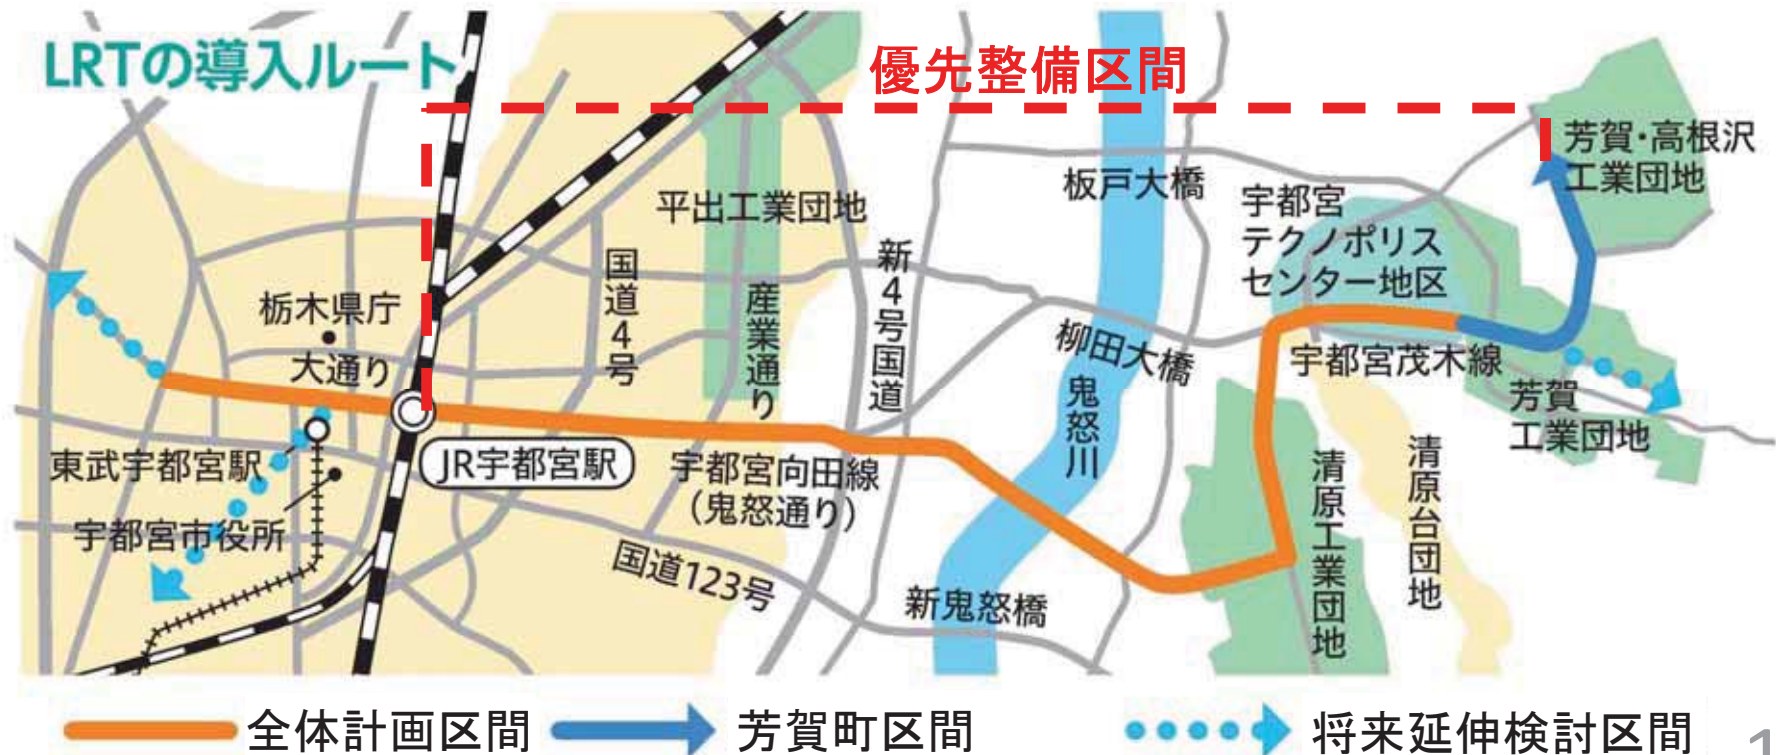 LRTの導入ルート
優先整備区間
芳賀・高根沢
工業団地
板戸大橋
平出工業団地
宇都宮
テクノポリス
センター地区
国道4号
新4号国道
産業通り
栃木県庁
大通り
柳田大橋
宇都宮茂木線
鬼怒川
芳賀
工業団地
東武宇都宮駅
JR宇都宮駅
宇都宮向田線
(鬼怒通り)
清原工業団地
清原台団地
宇都宮市役所
国道123号
新鬼怒橋
全体計画区間
芳賀町区間
将来延伸検討区間